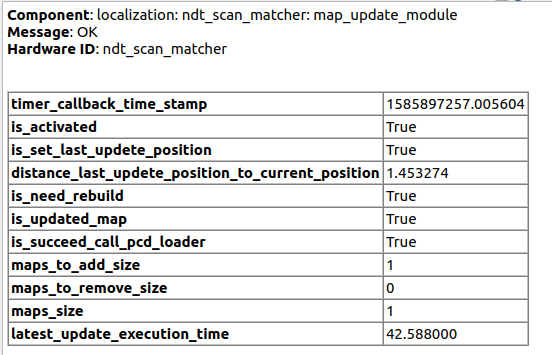 Component: localization: ndt_scan_matcher: map_update_module
Message: OK
Hardware ID: ndt_scan_matcher
timer_callback_time_stamp 1585897257.005604
is_activated True
is_set_last_updete_position True
distance_last_updete_position_to_current_position 1.453274
is_need_rebuild True
is_updated_map True
is_succeed_call_pcd_loader True
maps_to_add_size 1
maps_to_remove_size 0
maps_size 1
latest_update_execution_time 42.588000